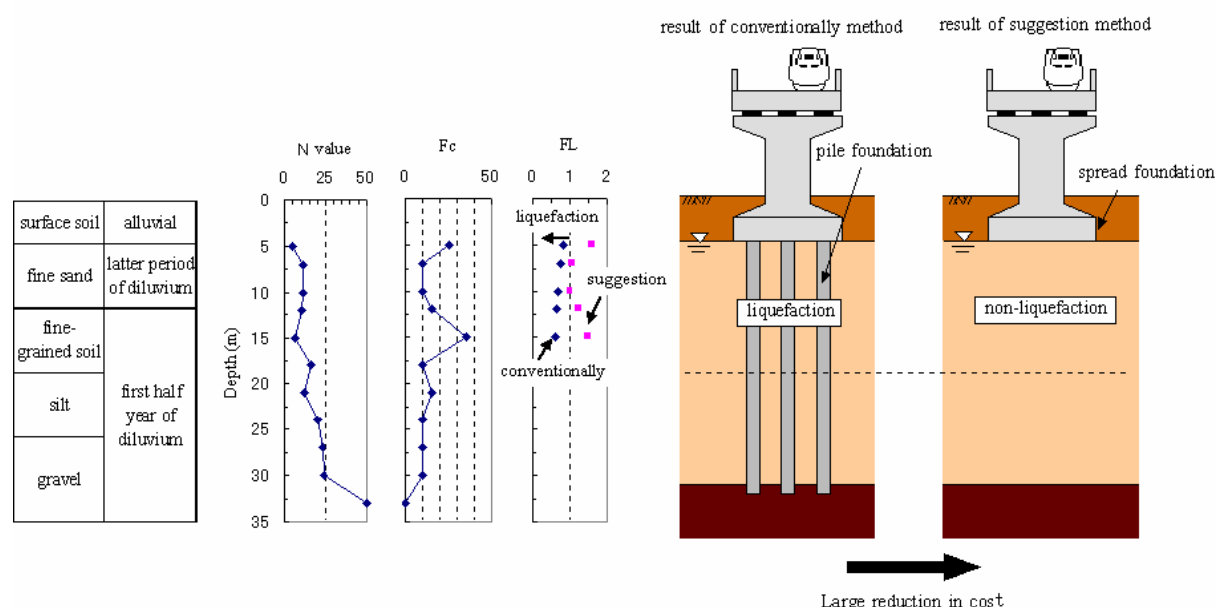 result of conventionally method
result of suggestion method
N value
Fc
FL
0
25
50
0
50
0
1
2
0
5
10
15
20
25
30
35
Depth (m)
surface soil
alluvial
fine sand
latter period
of diluvium
fine-
grained soil
silt
gravel
first half
year of
diluvium
liquefaction
suggestion
conventionally
pile foundation
spread foundation
liquefaction
non-liquefaction
Large reduction in cost